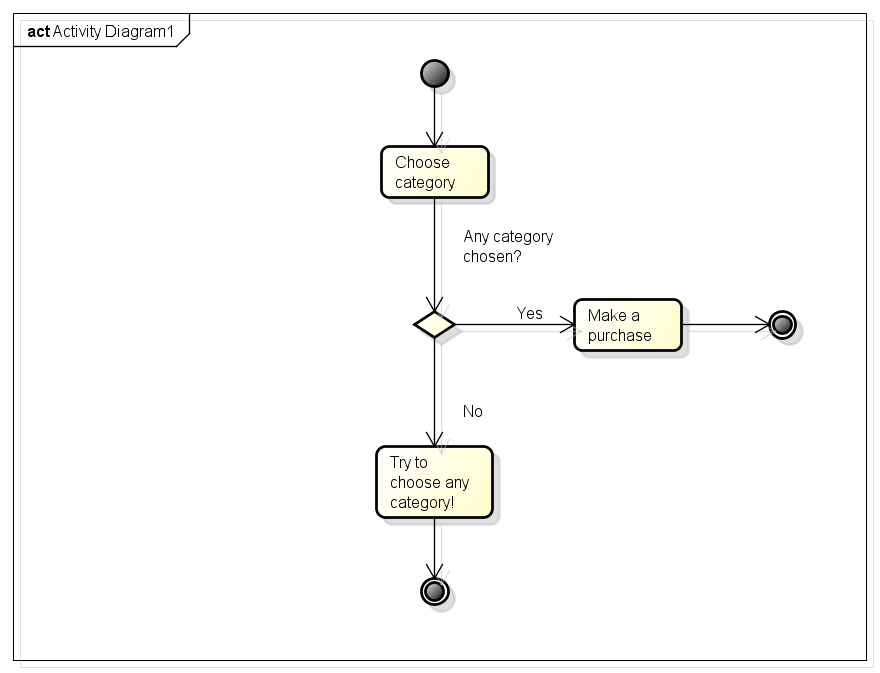 act Activity Diagram1
Choose
category
Any category
chosen?
Yes
Make a
purchase
No
Try to
choose any
category!